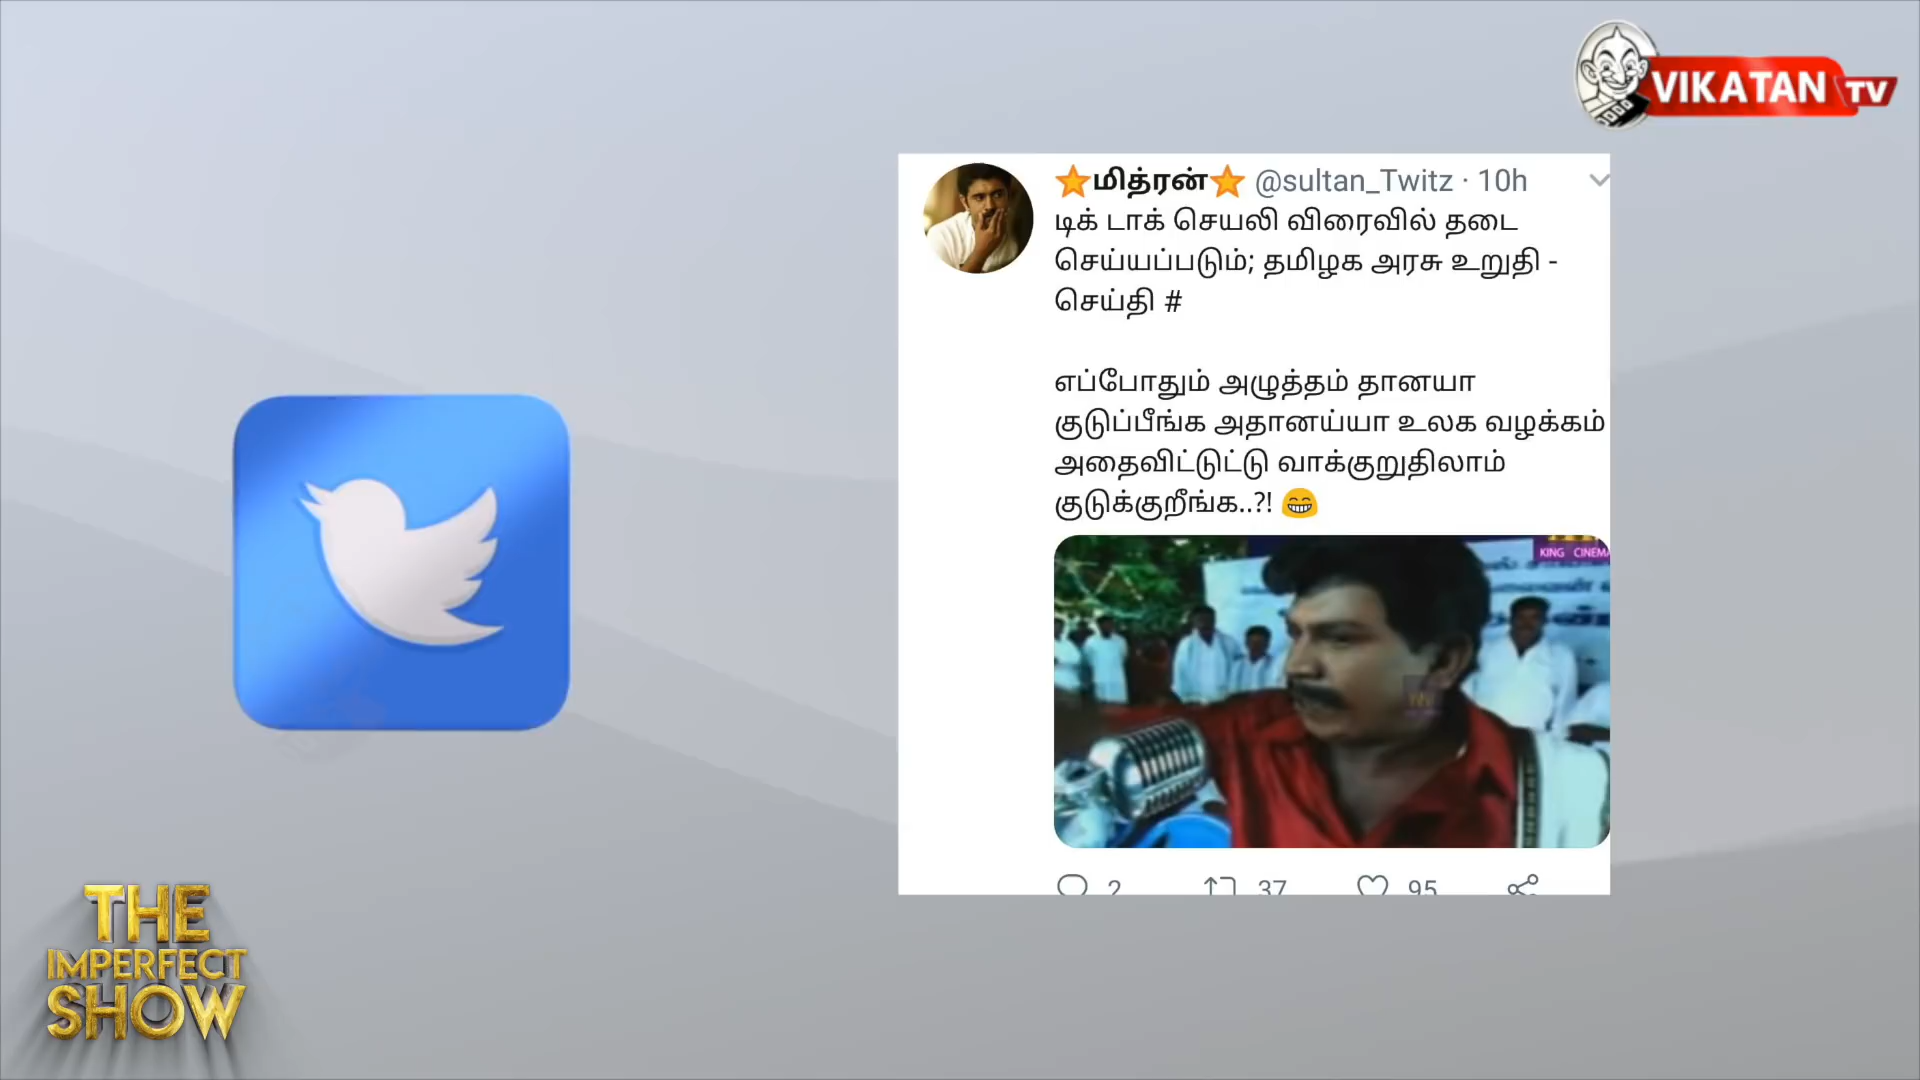 VIKATAN TV
⭐மித்ரன்⭐ @sultan_Twitz · 10h
டிக் டாக் செயலி விரைவில் தடை
செய்யப்படும்; தமிழக அரசு உறுதி -
செய்தி #
எப்போதும் அழுத்தம் தானயா
குடுப்பீங்க அதானய்யா உலக வழக்கம்
அதைவிட்டுட்டு வாக்குறுதிலாம்
குடுக்குறீங்க..?! 😁
KING CINEMA
2 37 95
THE
IMPERFECT
SHOW